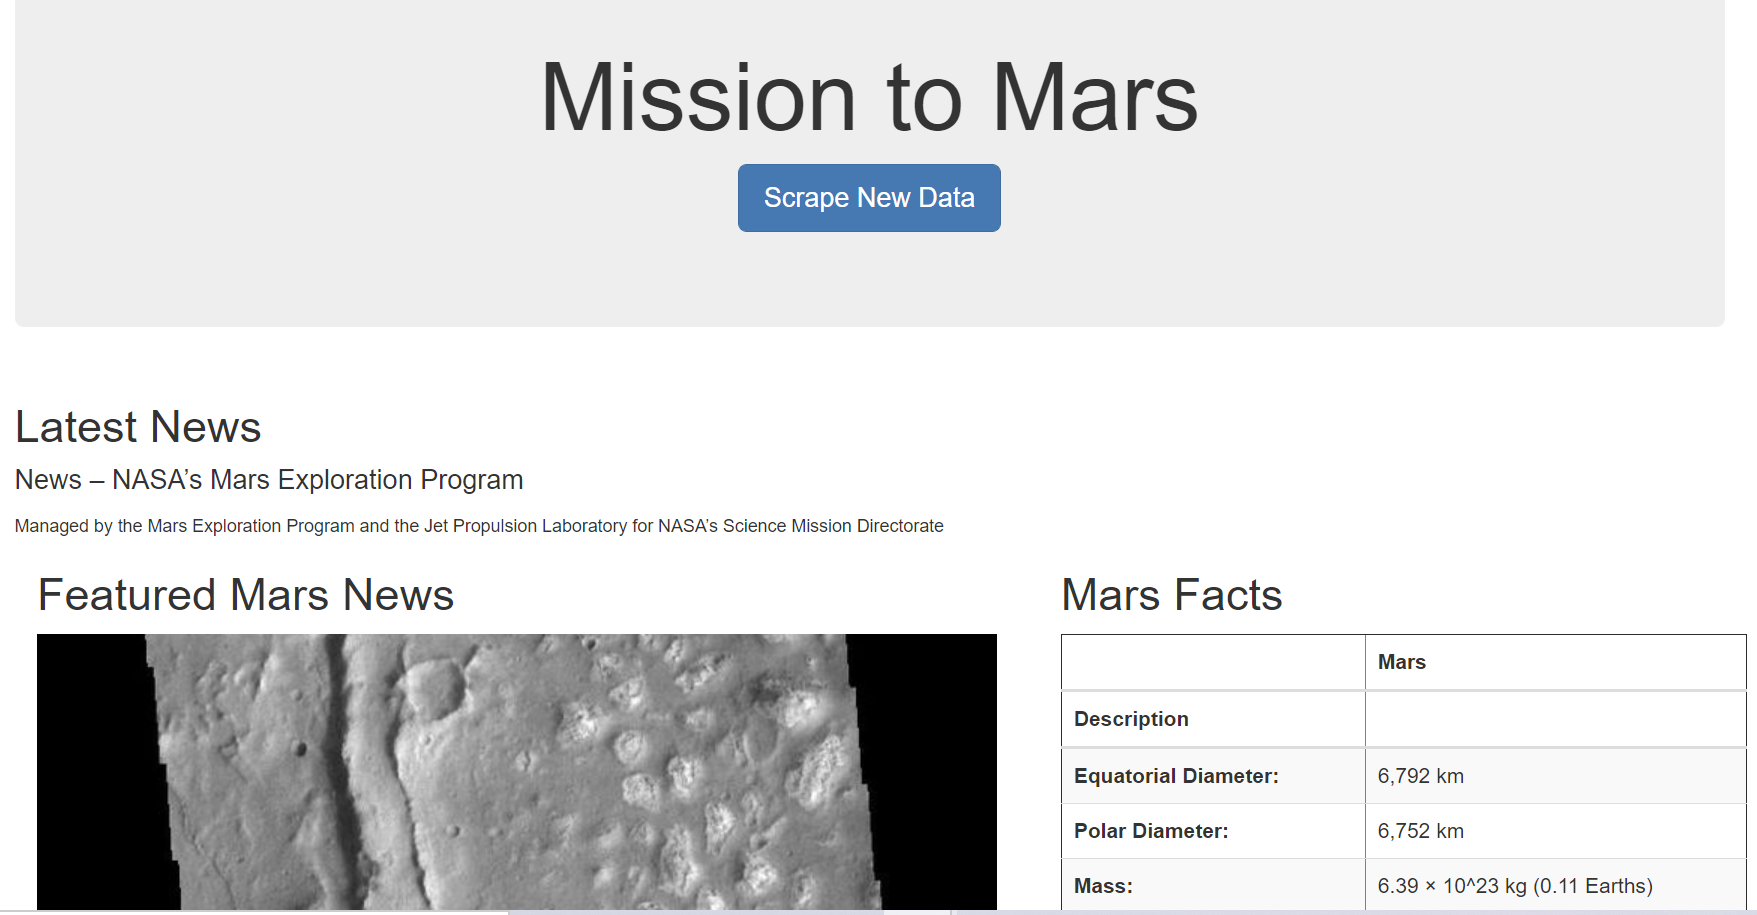 Mission to Mars
Scrape New Data
Latest News
News – NASA’s Mars Exploration Program
Managed by the Mars Exploration Program and the Jet Propulsion Laboratory for NASA’s Science Mission Directorate
Featured Mars News
Mars Facts
Mars
Description
Equatorial Diameter: 6,792 km
Polar Diameter: 6,752 km
Mass: 6.39 × 10^23 kg (0.11 Earths)